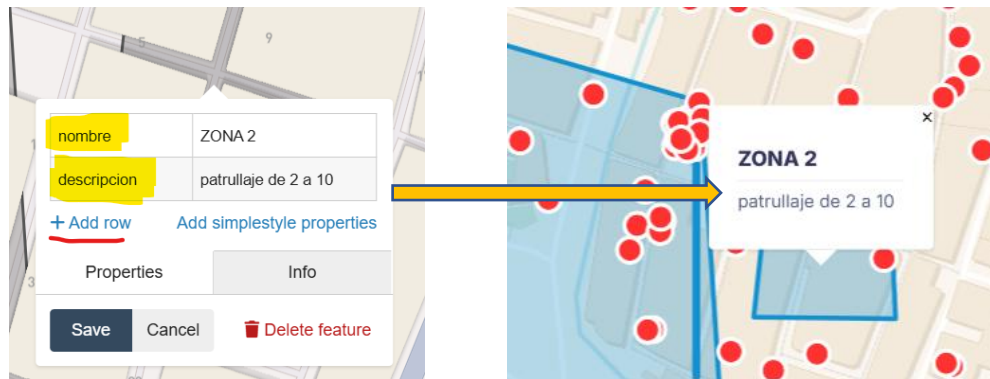 5
9
nombre ZONA 2
descripcion patrullaje de 2 a 10
+ Add row Add simplestyle properties
Properties Info
Save Cancel Delete feature
×
ZONA 2
patrullaje de 2 a 10